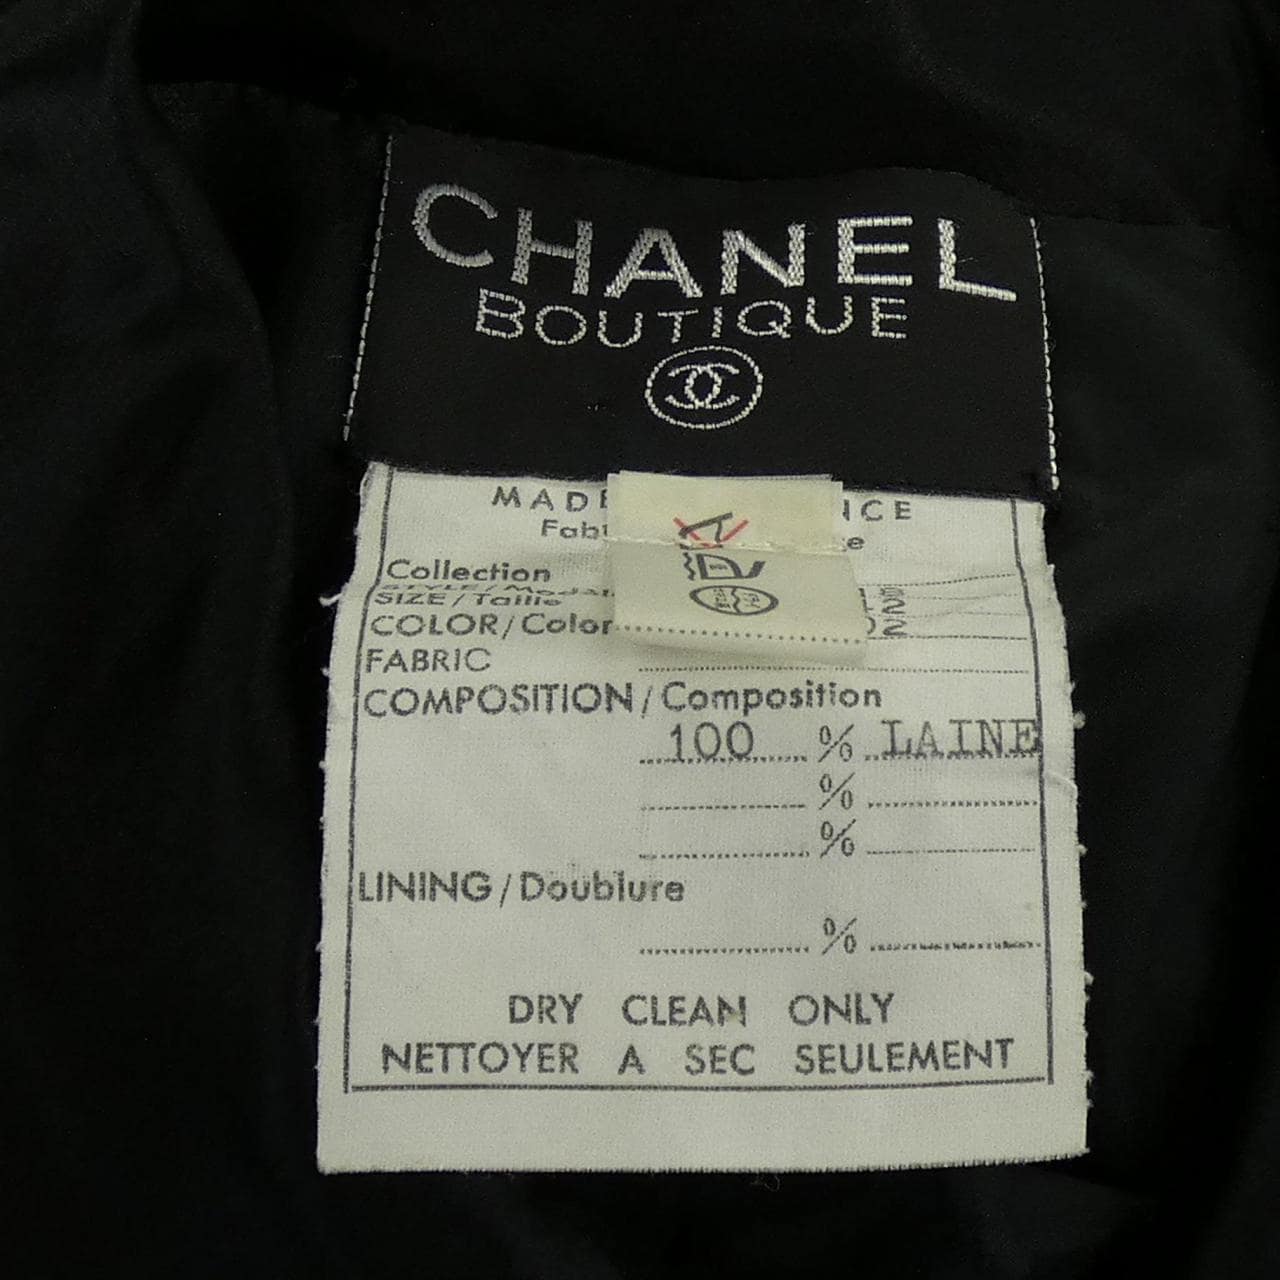 CHANEL
BOUTIQUE
MADE
Collection
SIZE/Taille
COLOR/Color
FABRIC
COMPOSITION/Composition
100 % LAINE
%
%
LINING/Doublure
%
DRY CLEAN ONLY
NETTOYER A SEC SEULEMENT